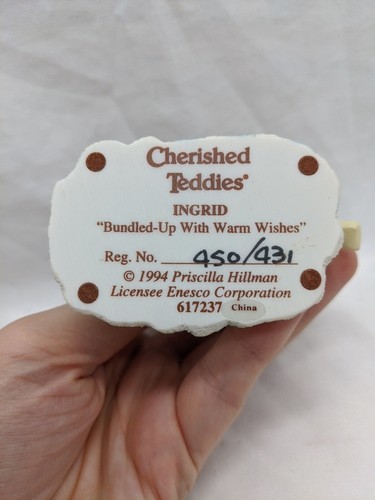 Cherished
Teddies®
INGRID
"Bundled-Up With Warm Wishes"
Reg. No. 450/431
© 1994 Priscilla Hillman
Licensee Enesco Corporation
617237 China